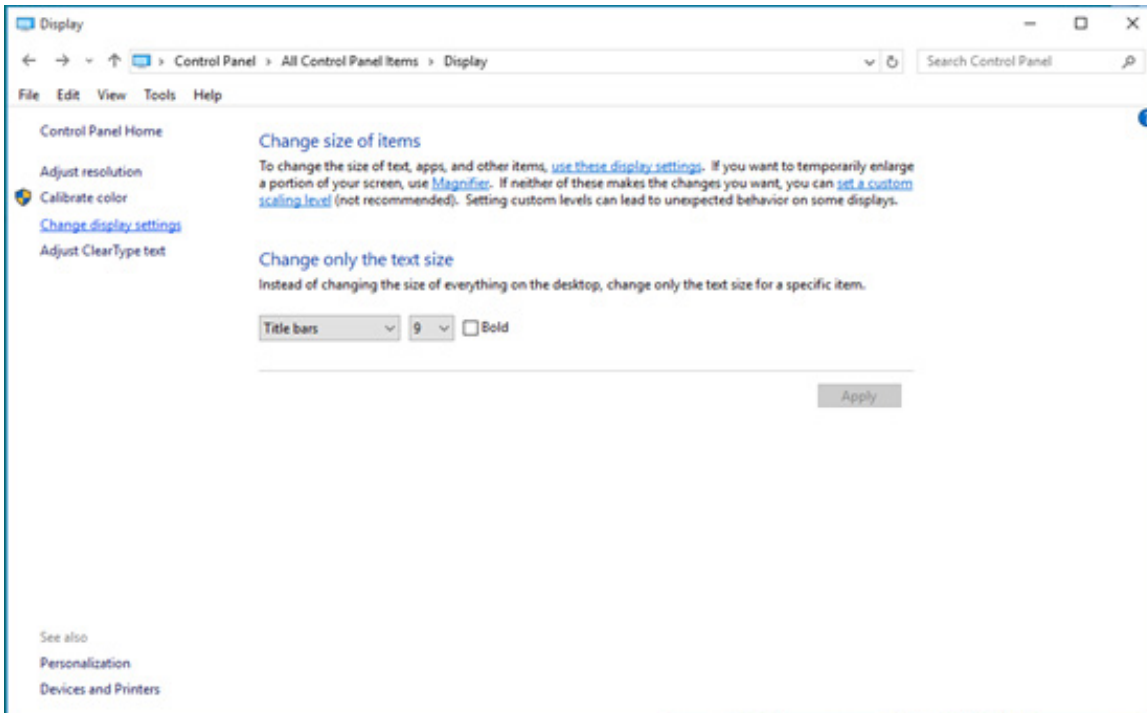 Display
Control Panel > All Control Panel Items > Display
Search Control Panel
File Edit View Tools Help
Control Panel Home
Adjust resolution
Calibrate color
Change display settings
Adjust ClearType text
Change size of items
To change the size of text, apps, and other items, use these display settings. If you want to temporarily enlarge
a portion of your screen, use Magnifier. If neither of these makes the changes you want, you can set a custom
scaling level (not recommended). Setting custom levels can lead to unexpected behavior on some displays.
Change only the text size
Instead of changing the size of everything on the desktop, change only the text size for a specific item.
Title bars 9 Bold
Apply
See also
Personalization
Devices and Printers